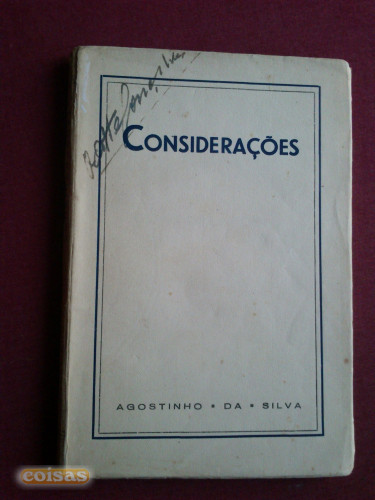 CONSIDERAÇÕES
AGOSTINHO • DA • SILVA
coisas